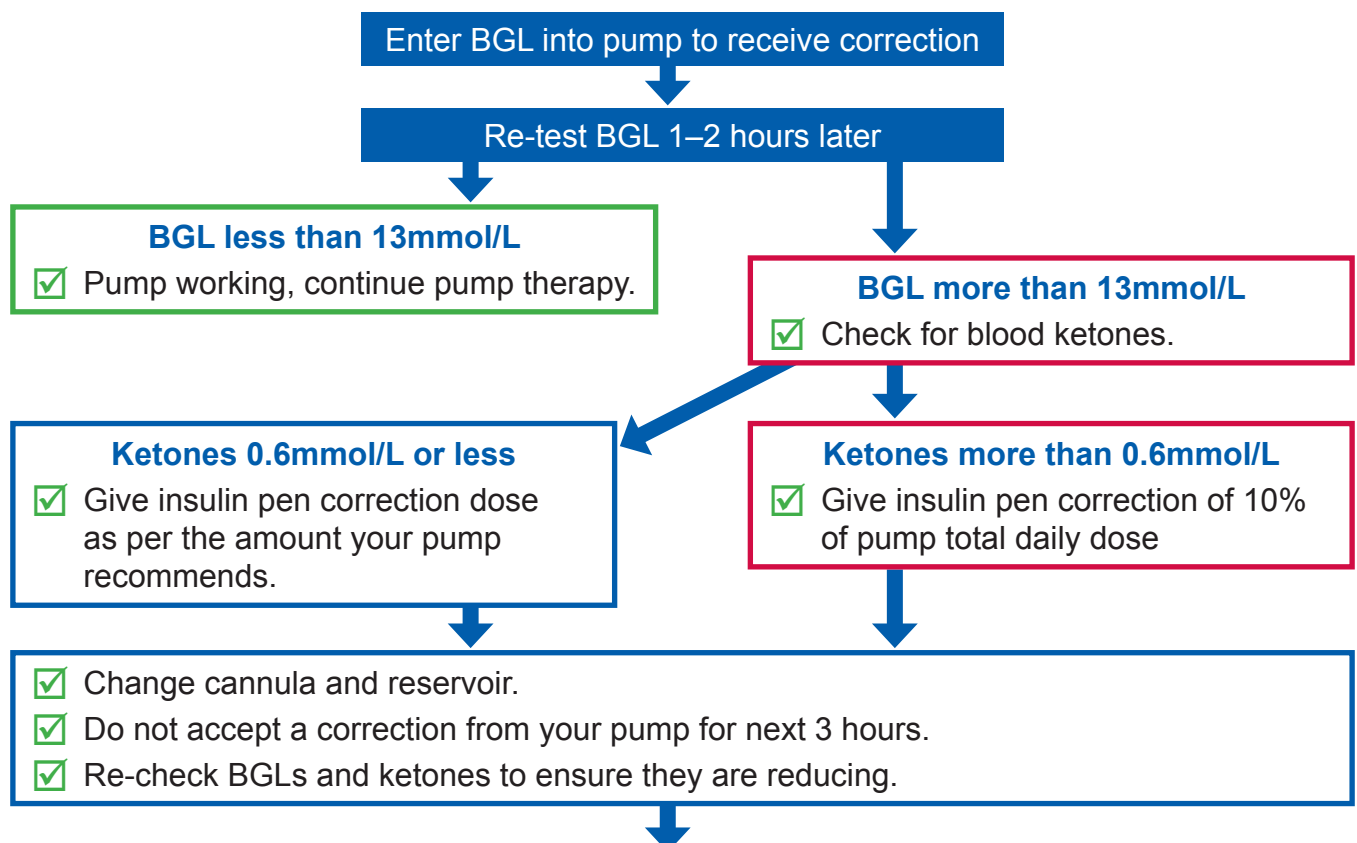 Enter BGL into pump to receive correction
Re-test BGL 1–2 hours later
BGL less than 13mmol/L
Pump working, continue pump therapy.
BGL more than 13mmol/L
Check for blood ketones.
Ketones 0.6mmol/L or less
Give insulin pen correction dose
as per the amount your pump
recommends.
Ketones more than 0.6mmol/L
Give insulin pen correction of 10%
of pump total daily dose
Change cannula and reservoir.
Do not accept a correction from your pump for next 3 hours.
Re-check BGLs and ketones to ensure they are reducing.